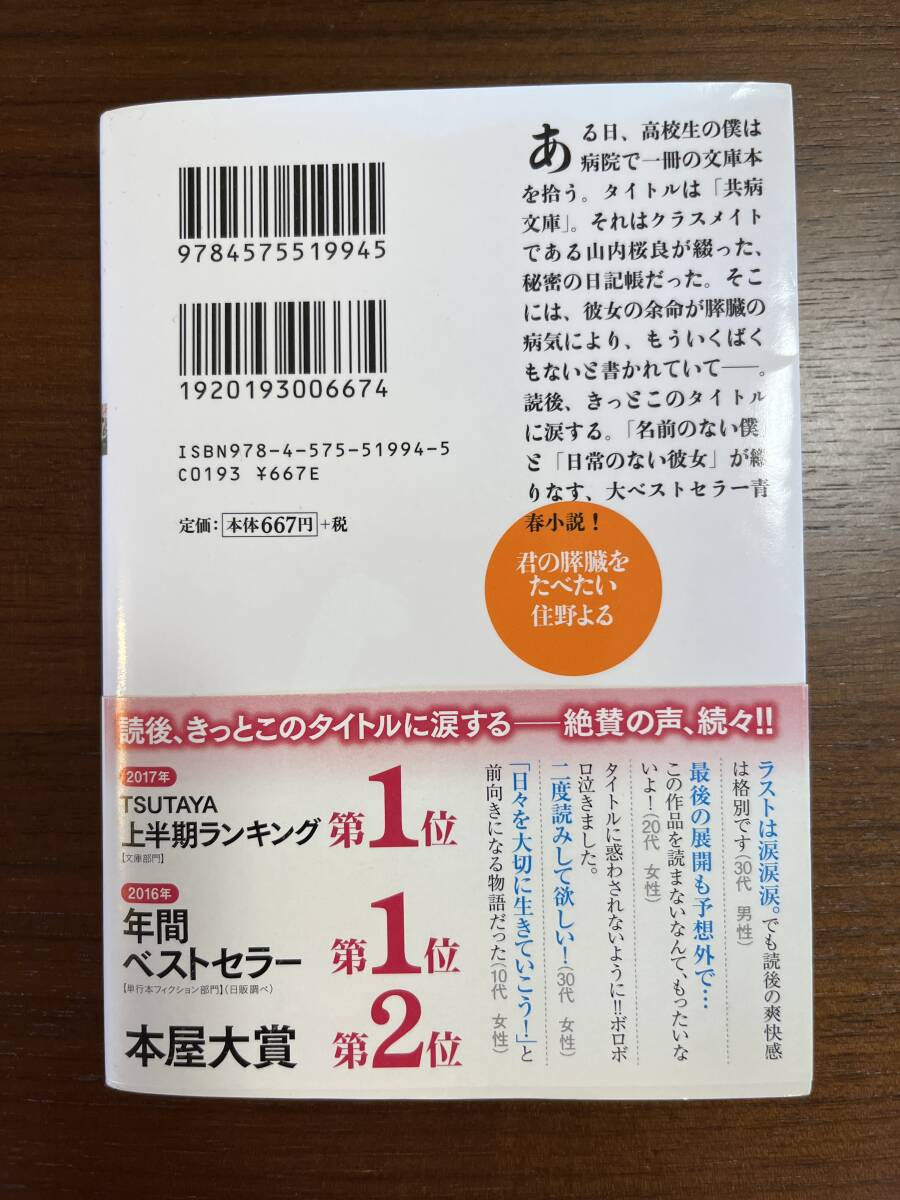 9784575519945
1920193006674
ISBN978-4-575-51994-5
C0193 ¥667E
定価：本体667円+税
ある日、高校生の僕は
病院で一冊の文庫本
を拾う。タイトルは「共病
文庫」。それはクラスメイト
である山内桜良が綴った、
秘密の日記帳だった。そこ
には、彼女の余命が膵臓の
病気により、もういくばく
もないと書かれていて――。
読後、きっとこのタイトル
に涙する。「名前のない僕」
と「日常のない彼女」が綴
りなす、大ベストセラー青
春小説！
君の膵臓を
たべたい
住野よる
読後、きっとこのタイトルに涙する――絶賛の声、続々!!
2017年
TSUTAYA
上半期ランキング 第1位
【文庫部門】
2016年
年間
ベストセラー 第1位
【単行本フィクション部門】（日販調べ）
本屋大賞 第2位
ラストは涙涙涙。でも読後の爽快感
は格別です（30代 男性）
最後の展開も予想外で…
この作品を読まないなんて、もったいな
いよ！（20代 女性）
タイトルに惑わされないように!!ボロボ
ロ泣きました。
二度読みして欲しい！（30代 女性）
「日々を大切に生きていこう！」と
前向きになる物語だった（10代 女性）